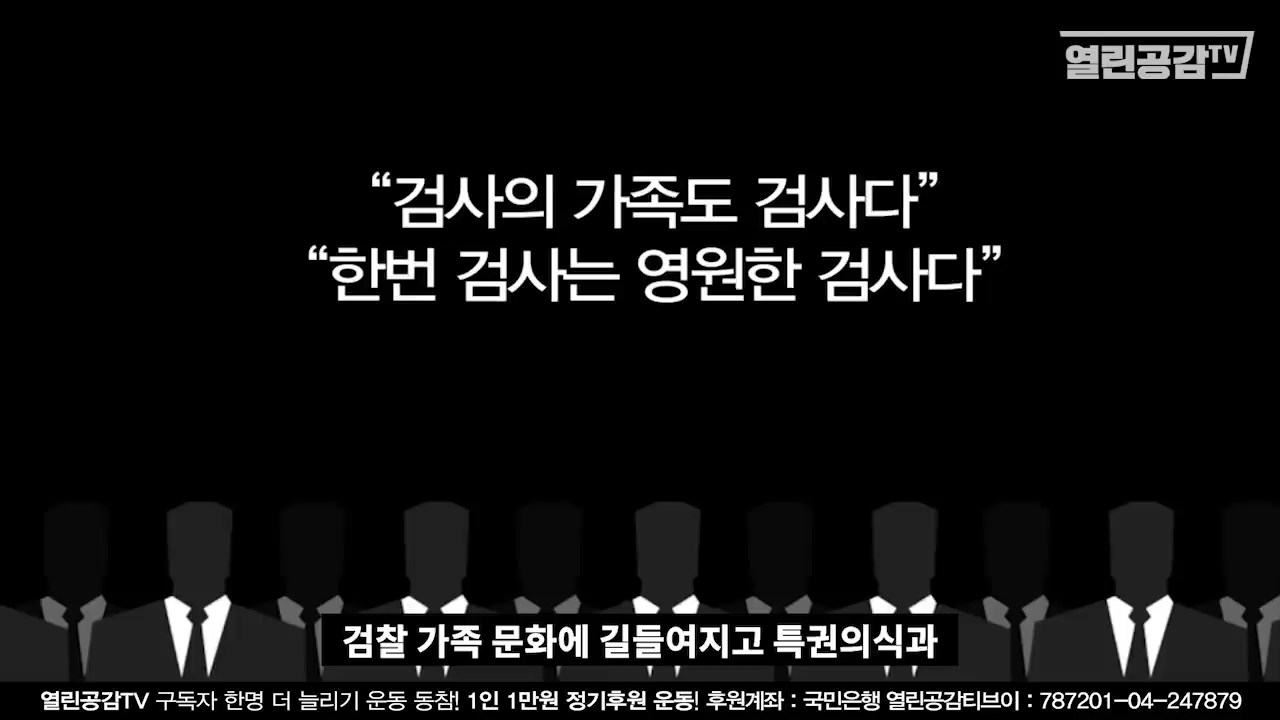 열린공감TV
“검사의 가족도 검사다”
“한번 검사는 영원한 검사다”
검찰 가족 문화에 길들여지고 특권의식과
열린공감TV 구독자 한명 더 늘리기 운동 동참! 1인 1만원 정기후원 운동! 후원계좌 : 국민은행 열린공감티브이 : 787201-04-247879